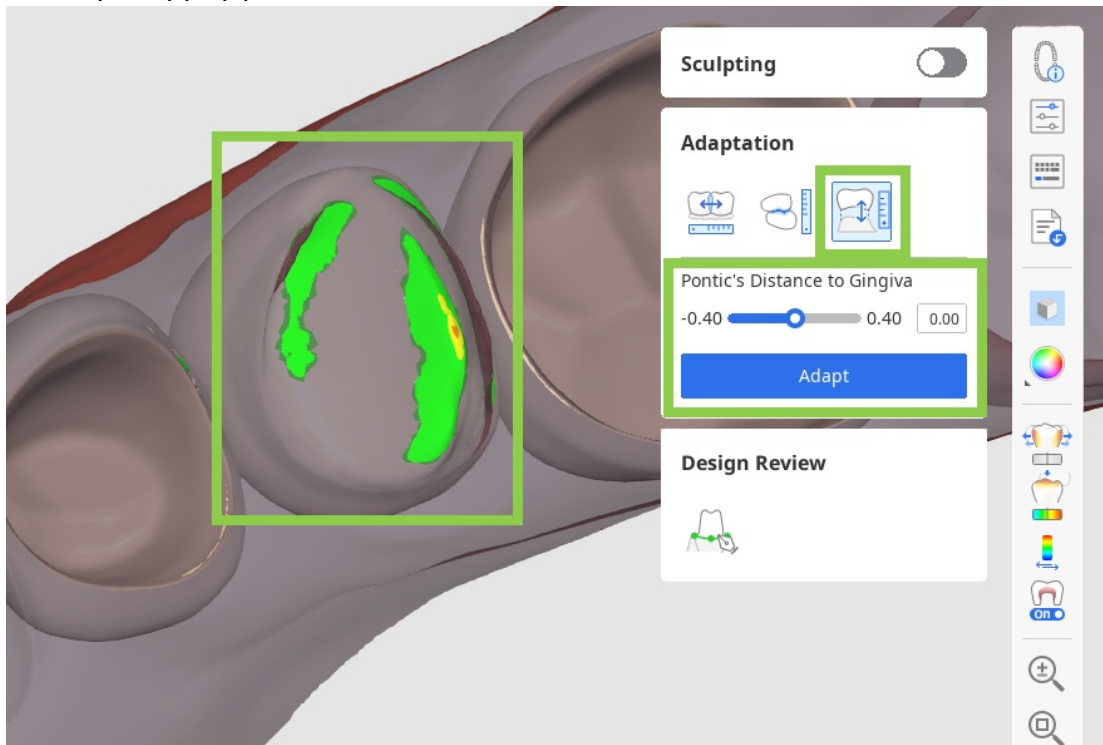 Sculpting
Adaptation
Pontic's Distance to Gingiva
-0.40 0.40 0.00
Adapt
Design Review
On